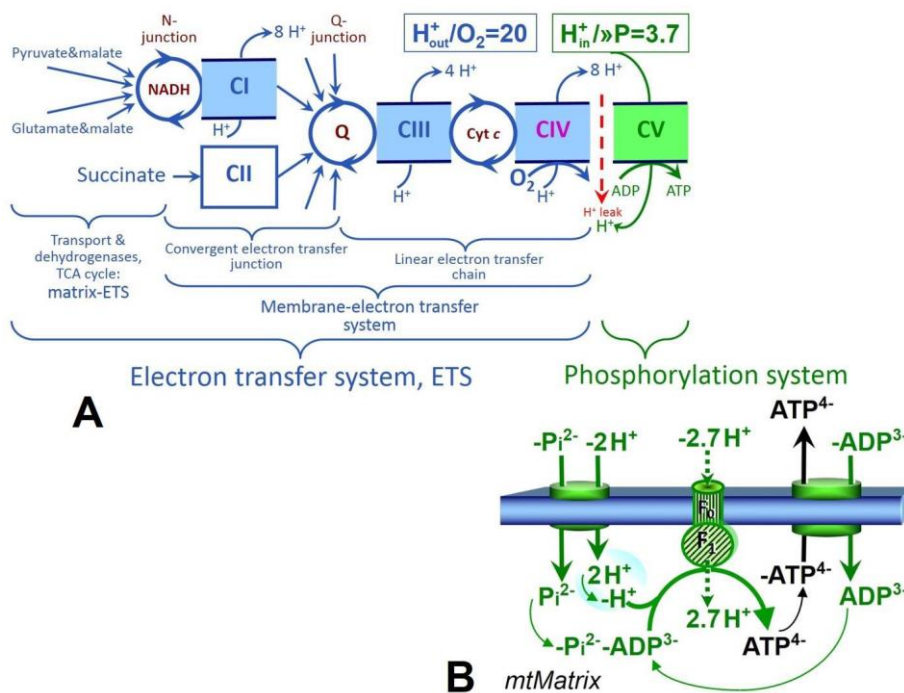 N-
junction
8 H⁺
Q-
junction
H⁺out/O₂=20
H⁺in/»P=3.7
Pyruvate&malate
NADH
CI
4 H⁺
8 H⁺
Glutamate&malate
H⁺
Q
CIII
Cyt c
CIV
CV
Succinate
CII
H⁺
O₂
H⁺
ADP
ATP
H⁺ leak
H⁺
Transport &
dehydrogenases,
TCA cycle:
matrix-ETS
Convergent electron transfer
junction
Linear electron transfer
chain
Membrane-electron transfer
system
Electron transfer system, ETS
Phosphorylation system
A
ATP⁴⁻
-Pi²⁻
-2H⁺
-2.7H⁺
-ADP³⁻
F₀
F₁
2H⁺
-H⁺
Pi²⁻
2.7H⁺
-ATP⁴⁻
ADP³⁻
-Pi²⁻-ADP³⁻
ATP⁴⁻
B
mtMatrix